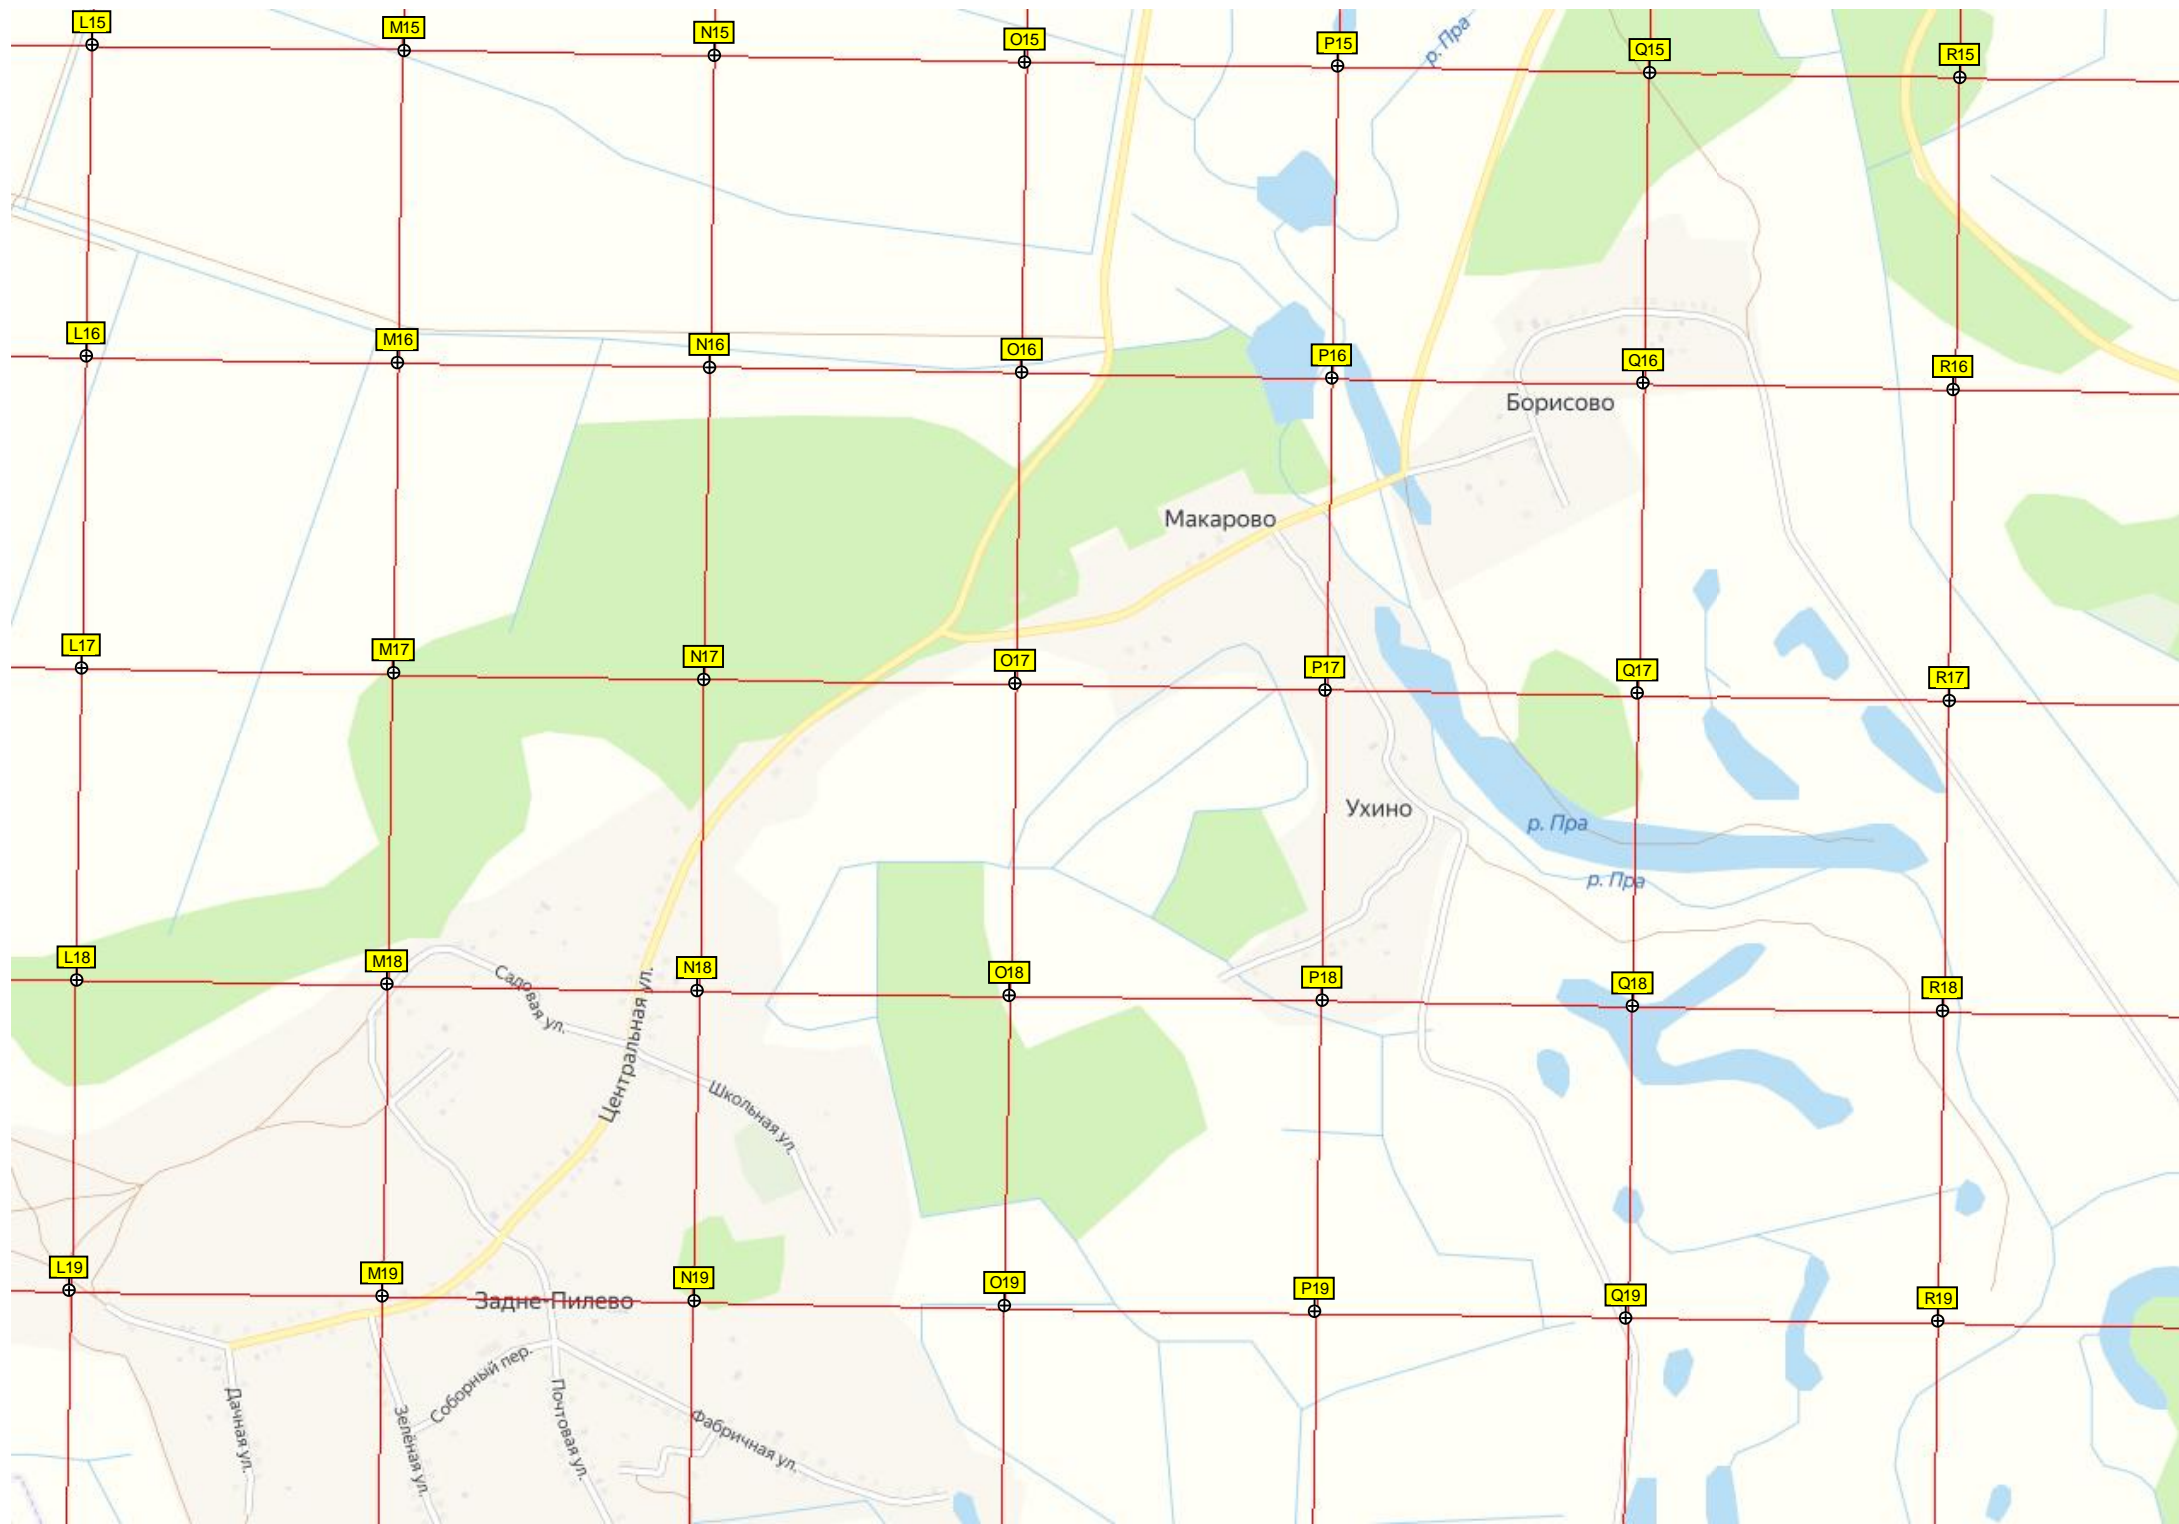 L15
M15
N15
O15
P15
р. Пра
Q15
R15
L16
M16
N16
O16
P16
Q16
R16
Борисово
Макарово
L17
M17
N17
O17
P17
Q17
R17
Ухино
р. Пра
р. Пра
L18
M18
Садовая ул.
Центральная ул.
N18
O18
P18
Q18
R18
Школьная ул.
L19
M19
Задне-Пилево
N19
O19
P19
Q19
R19
Дачная ул.
Зелёная ул.
Соборный пер.
Почтовая ул.
Фабричная ул.